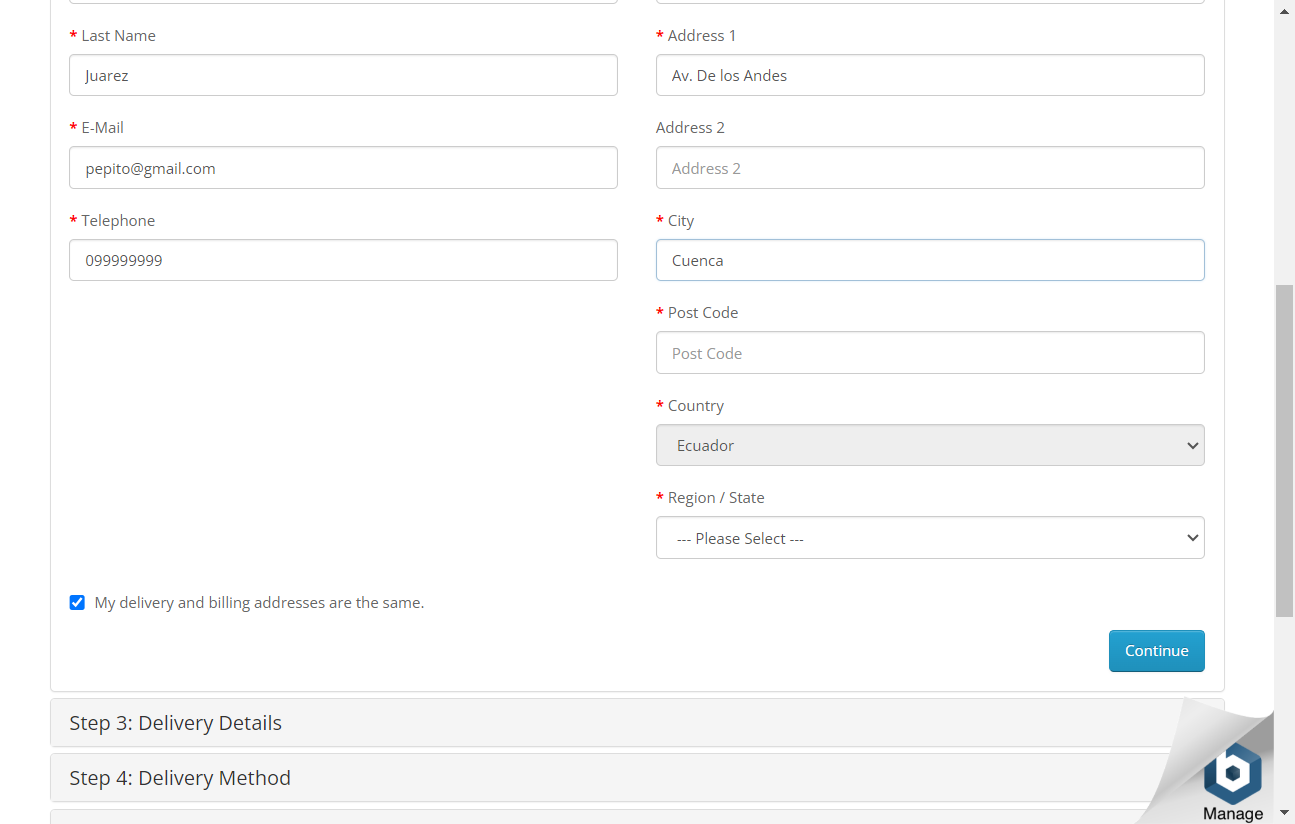 * Last Name
Juarez
* E-Mail
pepito@gmail.com
* Telephone
099999999
* Address 1
Av. De los Andes
Address 2
Address 2
* City
Cuenca
* Post Code
Post Code
* Country
Ecuador
* Region / State
--- Please Select ---
My delivery and billing addresses are the same.
Continue
Step 3: Delivery Details
Step 4: Delivery Method
b
Manage